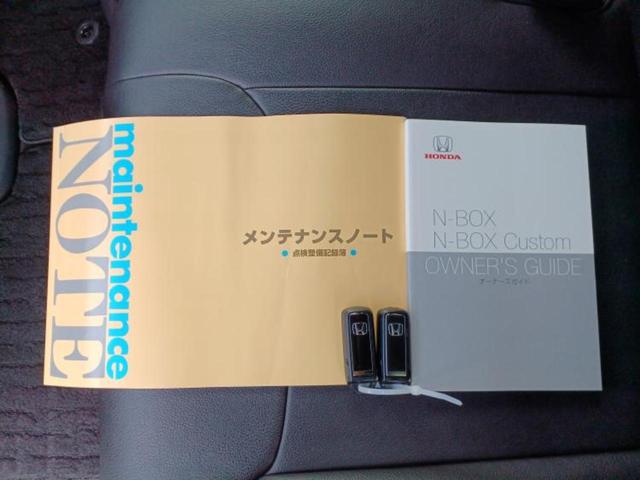 maintenance
NOTE
メンテナンスノート
点検整備記録簿
HONDA
N-BOX
N-BOX Custom
OWNER'S GUIDE
オーナーズガイド